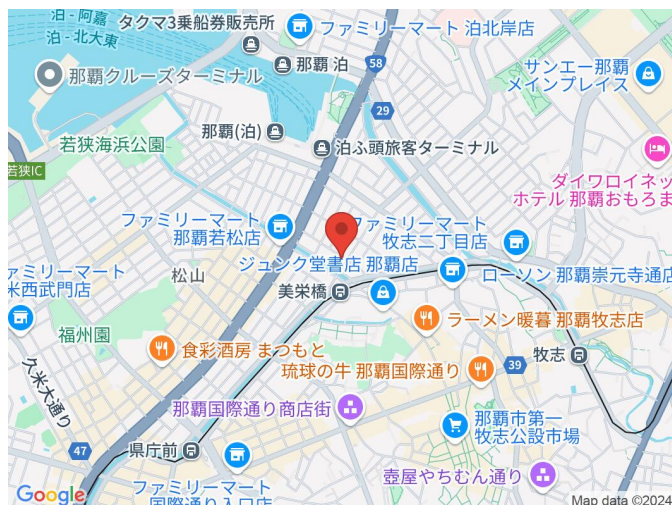 泊 - 阿嘉
泊 - 北大東
タクマ3乗船券販売所
ファミリーマート 泊北岸店
那覇 泊
58
サンエー那覇
メインプレイス
那覇クルーズターミナル
29
那覇(泊)
若狭海浜公園
泊ふ頭旅客ターミナル
若狭IC
ダイワロイネッ
ホテル 那覇おもろま
ファミリーマート
那覇若松店
ファミリーマート
牧志二丁目店
ジュンク堂書店 那覇店
ローソン 那覇崇元寺通店
松山
美栄橋
ァミリーマート
米西武門店
福州園
ラーメン暖暮 那覇牧志店
食彩酒房 まつもと
牧志
琉球の牛 那覇国際通り
39
久米大通り
那覇国際通り商店街
那覇市第一
牧志公設市場
47
県庁前
壺屋やちむん通り
ファミリーマート
国際通り入口店
Google
Map data ©2024